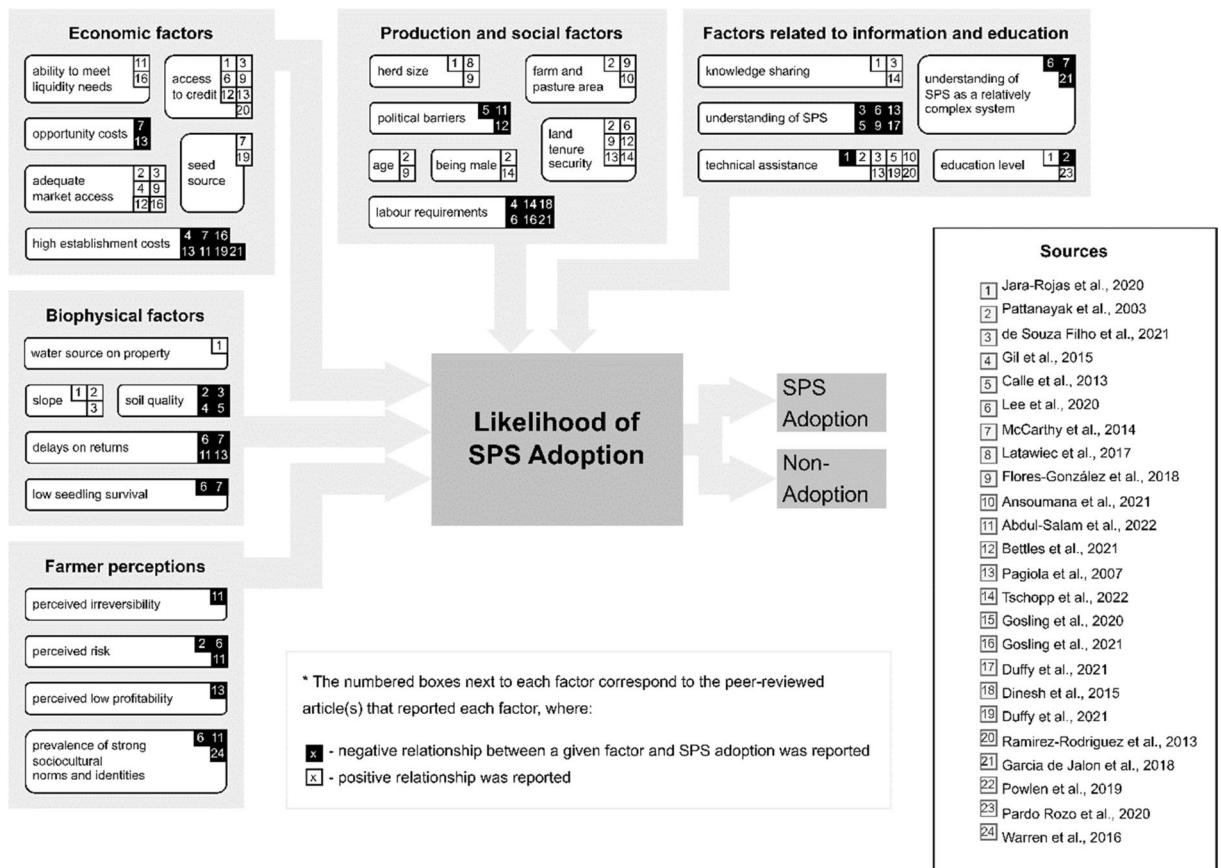 Economic factors
ability to meet
liquidity needs
11
16
access
to credit
1 3
6 9
12 13
20
opportunity costs
7
13
seed
source
7
19
adequate
market access
2 3
4 9
12 16
high establishment costs
4 7 16
13 11 19 21
Production and social factors
herd size
1 8
9
farm and
pasture area
2 9
10
political barriers
5 11
12
land
tenure
security
2 6
9 12
13 14
age
2
9
being male
2
14
labour requirements
4 14 18
6 16 21
Factors related to information and education
knowledge sharing
1 3
14
understanding of
SPS as a relatively
complex system
6 7
21
understanding of SPS
3 6 13
5 9 17
technical assistance
1 2 3 5 10
13 19 20
education level
1 2
23
Biophysical factors
water source on property
1
slope
1 2
3
soil quality
2 3
4 5
delays on returns
6 7
11 13
low seedling survival
6 7
Farmer perceptions
perceived irreversibility
11
perceived risk
2 6
11
perceived low profitability
13
prevalence of strong
sociocultural
norms and identities
6 11
24
Likelihood of
SPS Adoption
SPS
Adoption
Non-
Adoption
* The numbered boxes next to each factor correspond to the peer-reviewed
article(s) that reported each factor, where:
x - negative relationship between a given factor and SPS adoption was reported
x - positive relationship was reported
Sources
1 Jara-Rojas et al., 2020
2 Pattanayak et al., 2003
3 de Souza Filho et al., 2021
4 Gil et al., 2015
5 Calle et al., 2013
6 Lee et al., 2020
7 McCarthy et al., 2014
8 Latawiec et al., 2017
9 Flores-González et al., 2018
10 Ansoumana et al., 2021
11 Abdul-Salam et al., 2022
12 Bettles et al., 2021
13 Pagiola et al., 2007
14 Tschopp et al., 2022
15 Gosling et al., 2020
16 Gosling et al., 2021
17 Duffy et al., 2021
18 Dinesh et al., 2015
19 Duffy et al., 2021
20 Ramirez-Rodriguez et al., 2013
21 Garcia de Jalon et al., 2018
22 Powlen et al., 2019
23 Pardo Rozo et al., 2020
24 Warren et al., 2016